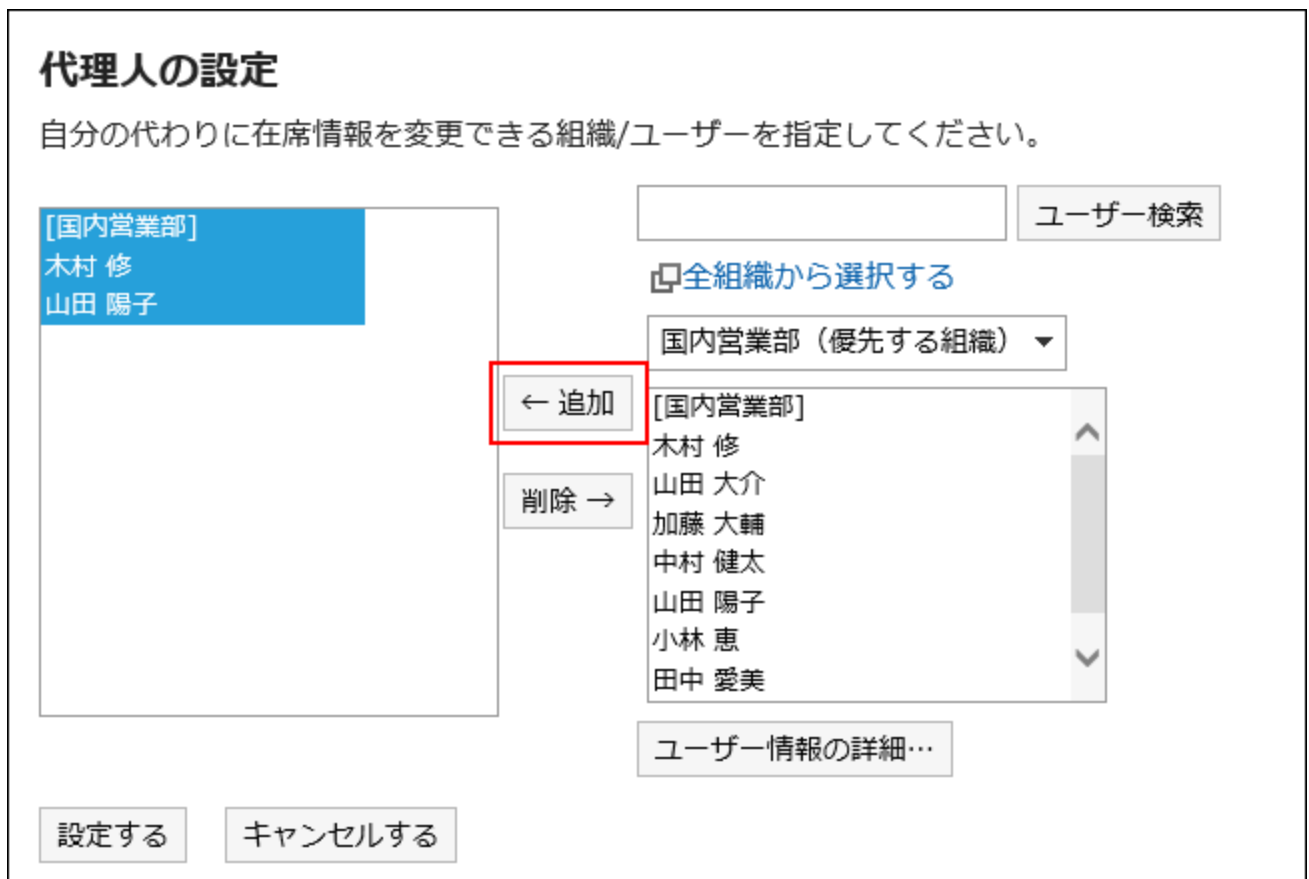 代理人の設定
自分の代わりに在席情報を変更できる組織/ユーザーを指定してください。
[国内営業部]
木村 修
山田 陽子
← 追加
削除 →
ユーザー検索
全組織から選択する
国内営業部（優先する組織）
[国内営業部]
木村 修
山田 大介
加藤 大輔
中村 健太
山田 陽子
小林 恵
田中 愛美
ユーザー情報の詳細…
設定する
キャンセルする